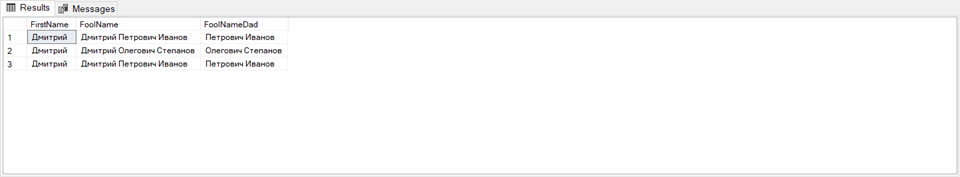 Results Messages
FirstName FoolName FoolNameDad
1 Дмитрий Дмитрий Петрович Иванов Петрович Иванов
2 Дмитрий Дмитрий Олегович Степанов Олегович Степанов
3 Дмитрий Дмитрий Петрович Иванов Петрович Иванов